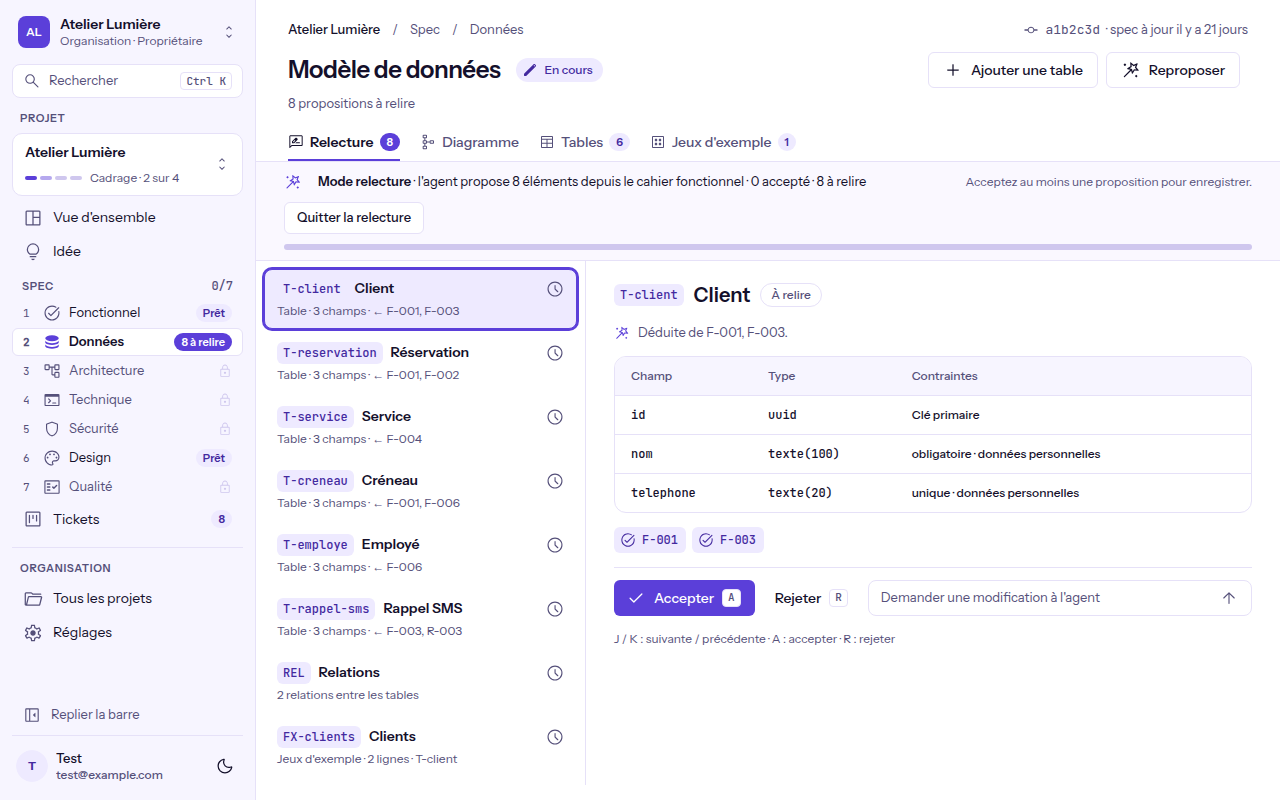 AL
Atelier Lumière
Organisation · Propriétaire
Rechercher
Ctrl K
PROJET
Atelier Lumière
Cadrage · 2 sur 4
Vue d'ensemble
Idée
SPEC 0/7
1 Fonctionnel Prêt
2 Données 8 à relire
3 Architecture
4 Technique
5 Sécurité
6 Design Prêt
7 Qualité
Tickets 8
ORGANISATION
Tous les projets
Réglages
Replier la barre
T
Test
test@example.com
Atelier Lumière / Spec / Données
a1b2c3d · spec à jour il y a 21 jours
Modèle de données
En cours
Ajouter une table
Reproposer
8 propositions à relire
Relecture 8
Diagramme
Tables 6
Jeux d'exemple 1
Mode relecture · l'agent propose 8 éléments depuis le cahier fonctionnel · 0 accepté · 8 à relire
Acceptez au moins une proposition pour enregistrer.
Quitter la relecture
T-client Client
Table · 3 champs · ← F-001, F-003
T-reservation Réservation
Table · 3 champs · ← F-001, F-002
T-service Service
Table · 3 champs · ← F-004
T-creneau Créneau
Table · 3 champs · ← F-001, F-006
T-employe Employé
Table · 3 champs · ← F-006
T-rappel-sms Rappel SMS
Table · 3 champs · ← F-003, R-003
REL Relations
2 relations entre les tables
FX-clients Clients
Jeux d'exemple · 2 lignes · T-client
T-client Client À relire
Déduite de F-001, F-003.
Champ Type Contraintes
id uuid Clé primaire
nom texte(100) obligatoire · données personnelles
telephone texte(20) unique · données personnelles
F-001 F-003
Accepter A
Rejeter R
Demander une modification à l'agent
J / K : suivante / précédente · A : accepter · R : rejeter